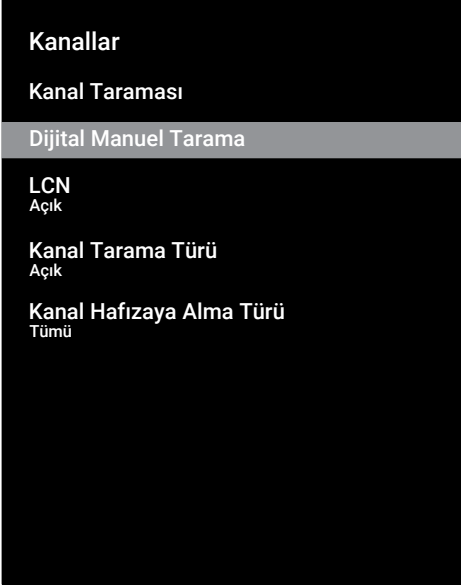 Kanallar
Kanal Taraması
Dijital Manuel Tarama
LCN
Açık
Kanal Tarama Türü
Açık
Kanal Hafızaya Alma Türü
Tümü